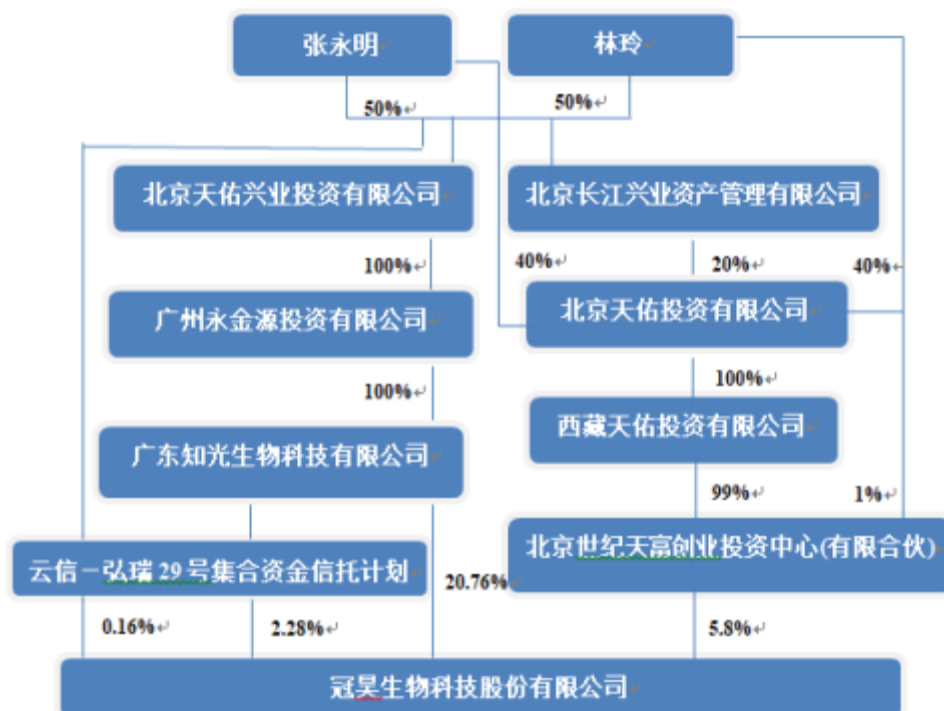 张永明
林玲
50%
50%
北京天佑兴业投资有限公司
北京长江兴业资产管理有限公司
100%
40%
20%
40%
广州永金源投资有限公司
北京天佑投资有限公司
100%
100%
广东知光生物科技有限公司
西藏天佑投资有限公司
99%
1%
云信－弘瑞 29 号集合资金信托计划
北京世纪天富创业投资中心(有限合伙)
0.16%
2.28%
20.76%
5.8%
冠昊生物科技股份有限公司